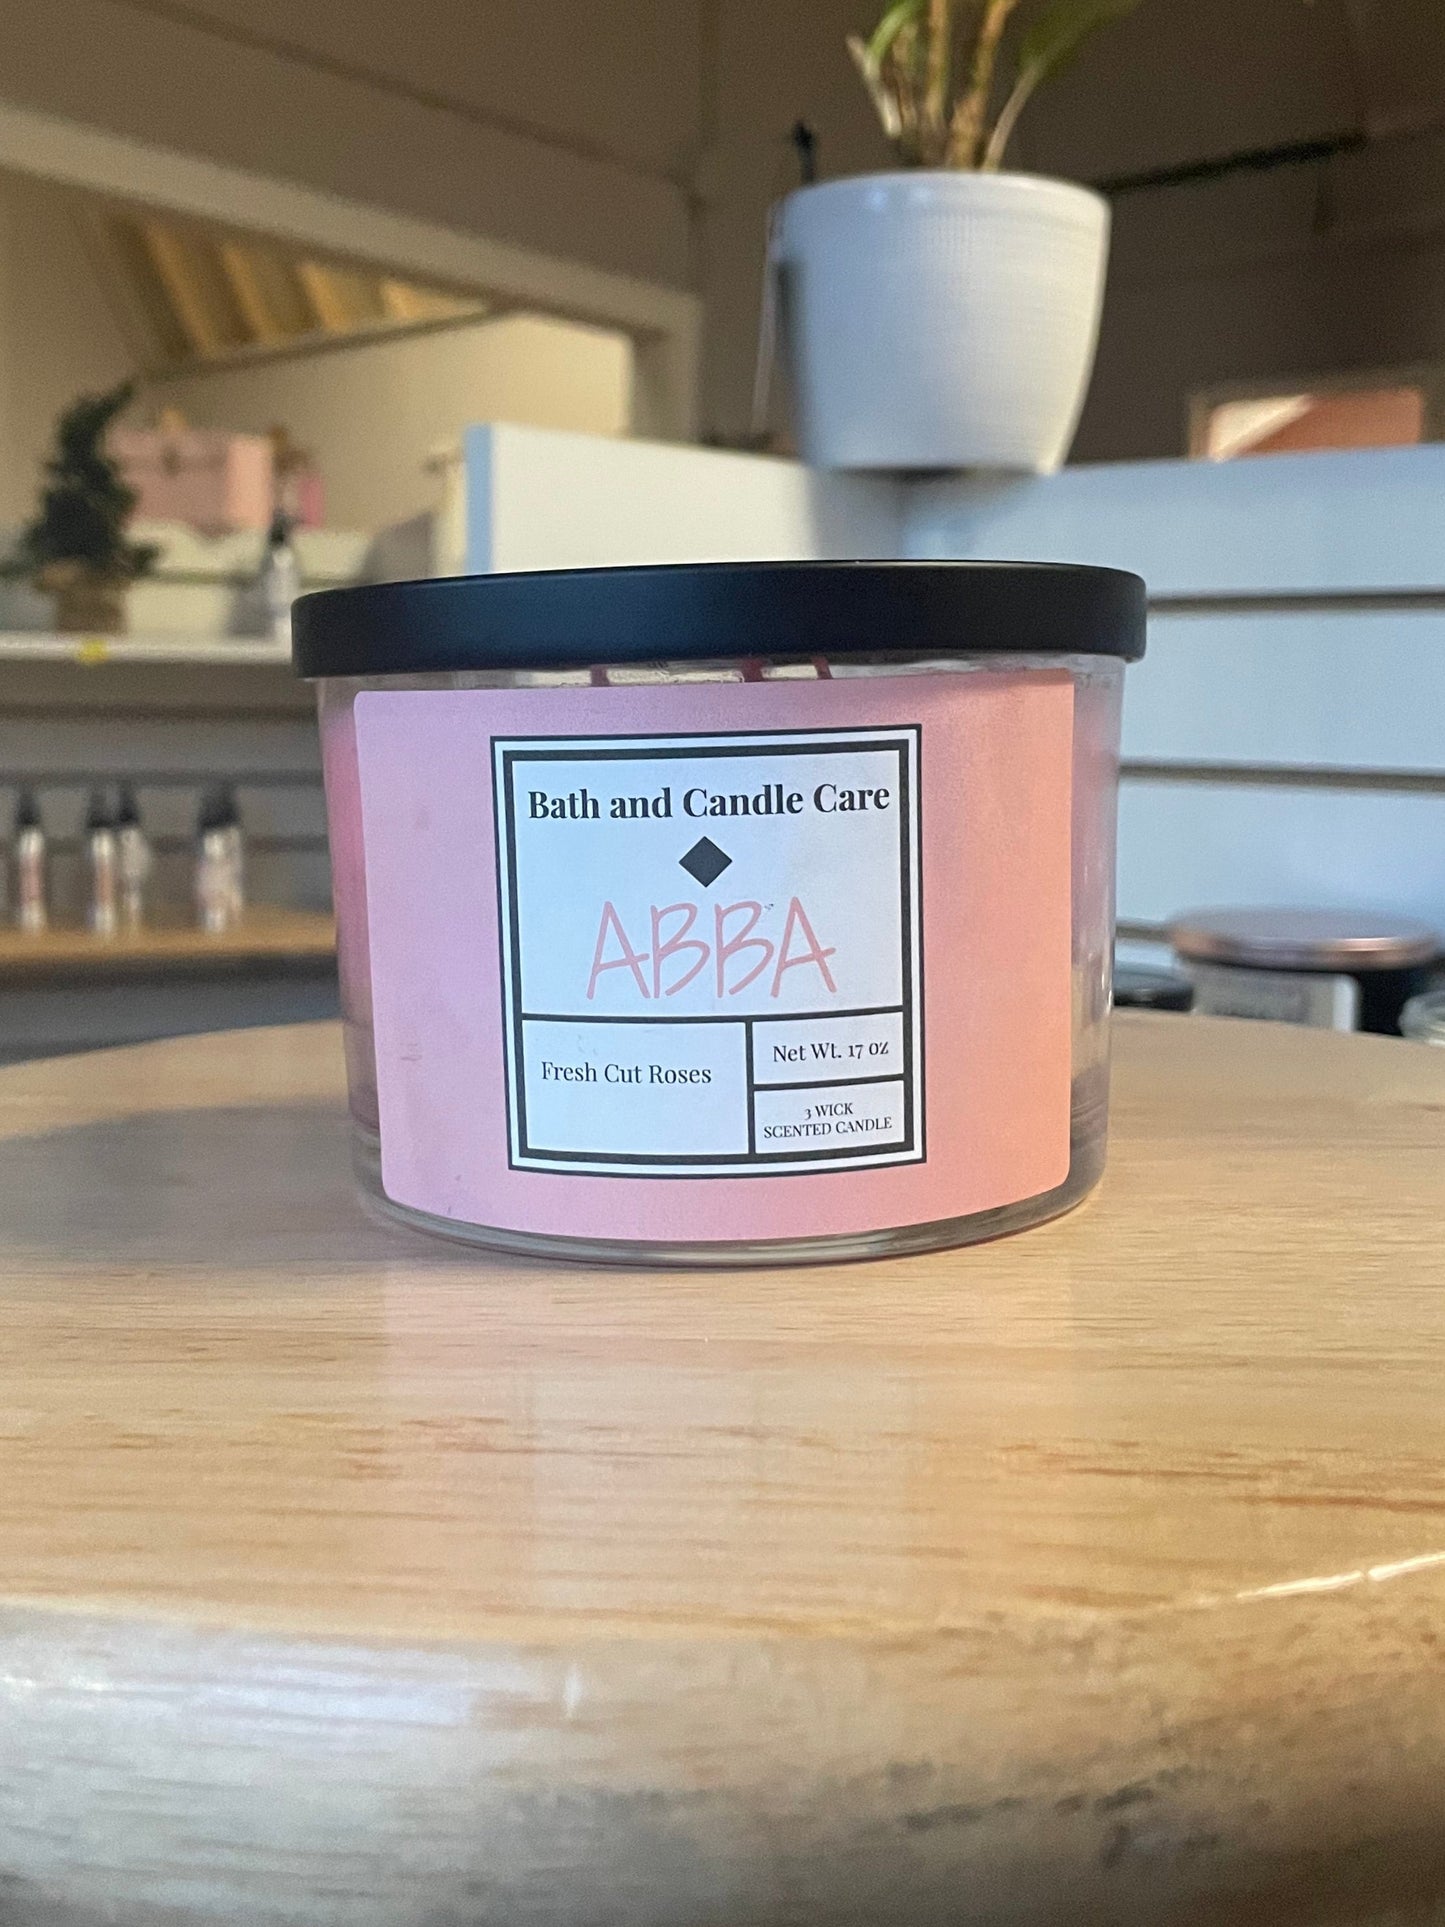 Bath and Candle Care
ABBA
Fresh Cut Roses
Net Wt. 17 oz
3 WICK
SCENTED CANDLE